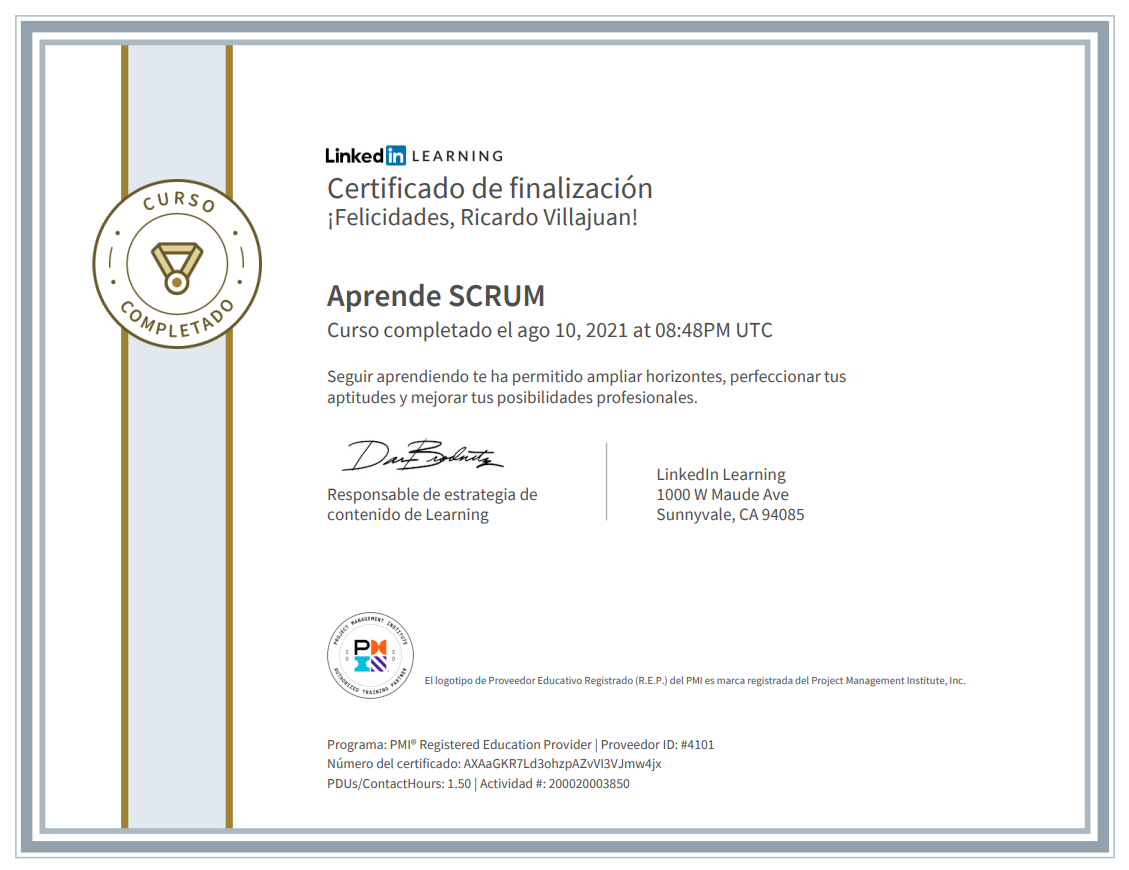 CURSO
COMPLETADO
Linked in LEARNING
Certificado de finalización
¡Felicidades, Ricardo Villajuan!
Aprende SCRUM
Curso completado el ago 10, 2021 at 08:48PM UTC
Seguir aprendiendo te ha permitido ampliar horizontes, perfeccionar tus
aptitudes y mejorar tus posibilidades profesionales.
Responsable de estrategia de
contenido de Learning
LinkedIn Learning
1000 W Maude Ave
Sunnyvale, CA 94085
PROJECT MANAGEMENT INSTITUTE
20 PMI 20
AUTHORIZED TRAINING PARTNER
El logotipo de Proveedor Educativo Registrado (R.E.P.) del PMI es marca registrada del Project Management Institute, Inc.
Programa: PMI® Registered Education Provider | Proveedor ID: #4101
Número del certificado: AXAaGKR7Ld3ohzpAZvVI3VJmw4jx
PDUs/ContactHours: 1.50 | Actividad #: 200020003850